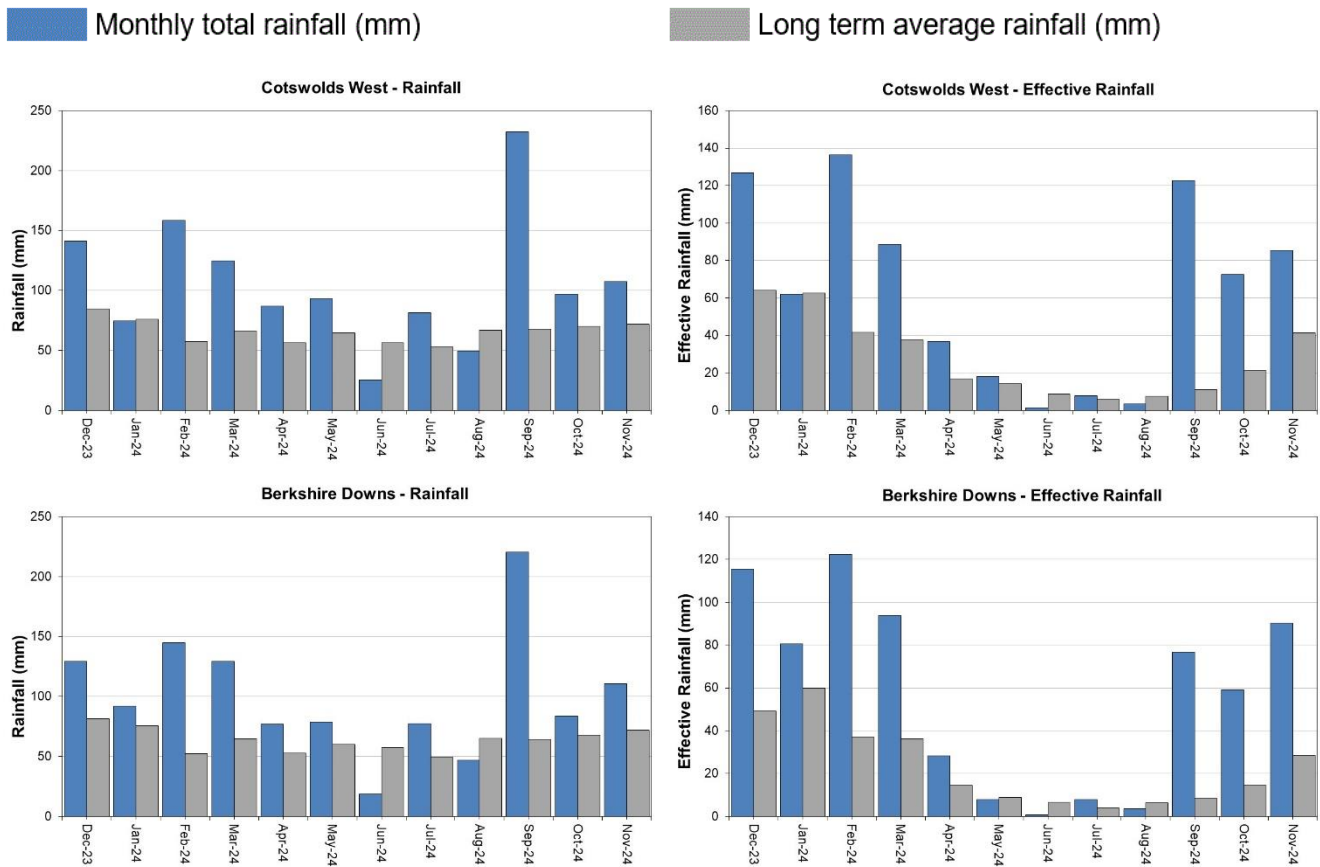 Monthly total rainfall (mm)
Long term average rainfall (mm)
Cotswolds West - Rainfall
Rainfall (mm)
250
200
150
100
50
0
Dec-23
Jan-24
Feb-24
Mar-24
Apr-24
May-24
Jun-24
Jul-24
Aug-24
Sep-24
Oct-24
Nov-24
Cotswolds West - Effective Rainfall
Effective Rainfall (mm)
160
140
120
100
80
60
40
20
0
Dec-23
Jan-24
Feb-24
Mar-24
Apr-24
May-24
Jun-24
Jul-24
Aug-24
Sep-24
Oct-24
Nov-24
Berkshire Downs - Rainfall
Rainfall (mm)
250
200
150
100
50
0
Dec-23
Jan-24
Feb-24
Mar-24
Apr-24
May-24
Jun-24
Jul-24
Aug-24
Sep-24
Oct-24
Nov-24
Berkshire Downs - Effective Rainfall
Effective Rainfall (mm)
140
120
100
80
60
40
20
0
Dec-23
Jan-24
Feb-24
Mar-24
Apr-24
May-24
Jun-24
Jul-24
Aug-24
Sep-24
Oct-24
Nov-24